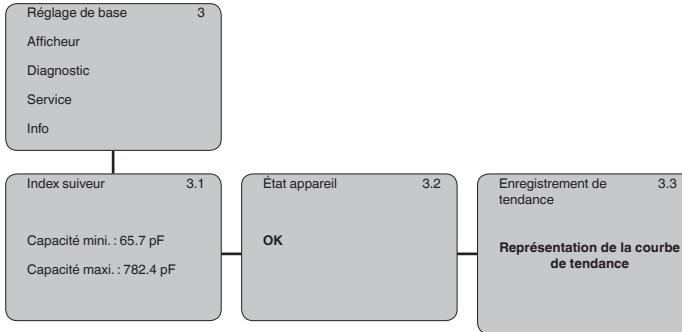 Réglage de base 3
Afficheur
Diagnostic
Service
Info
Index suiveur 3.1
Capacité mini. : 65.7 pF
Capacité maxi. : 782.4 pF
État appareil 3.2
OK
Enregistrement de 3.3
tendance
Représentation de la courbe
de tendance